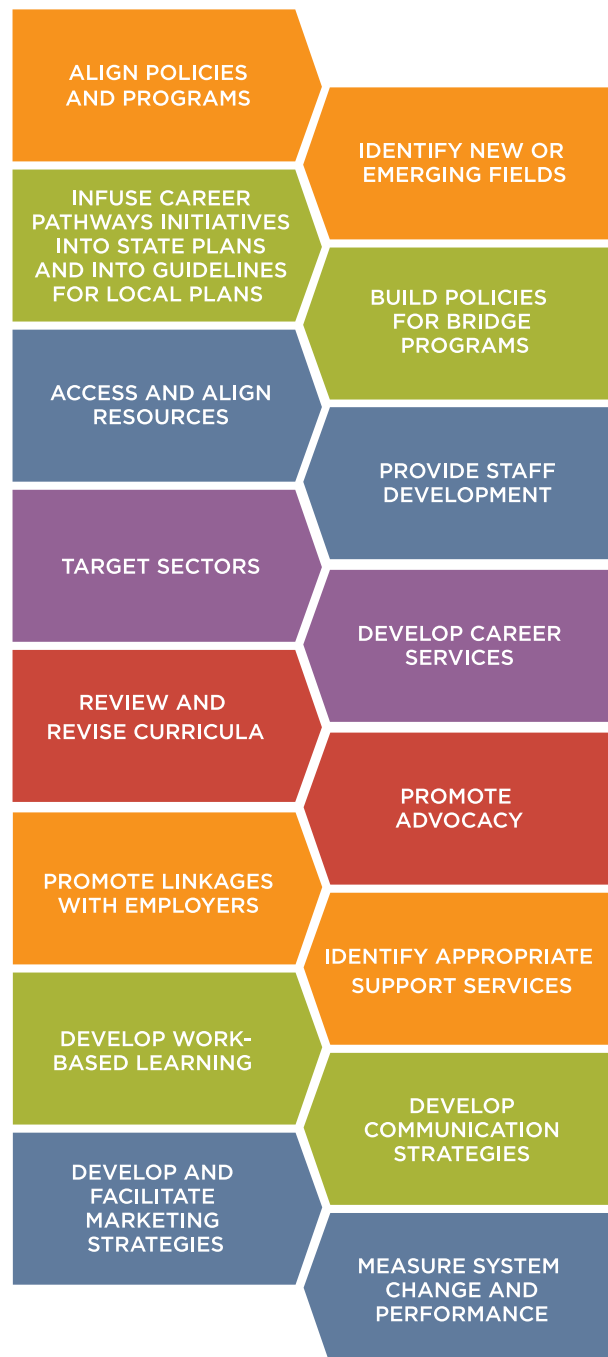 ALIGN POLICIES
AND PROGRAMS
IDENTIFY NEW OR
EMERGING FIELDS
INFUSE CAREER
PATHWAYS INITIATIVES
INTO STATE PLANS
AND INTO GUIDELINES
FOR LOCAL PLANS
BUILD POLICIES
FOR BRIDGE
PROGRAMS
ACCESS AND ALIGN
RESOURCES
PROVIDE STAFF
DEVELOPMENT
TARGET SECTORS
DEVELOP CAREER
SERVICES
REVIEW AND
REVISE CURRICULA
PROMOTE
ADVOCACY
PROMOTE LINKAGES
WITH EMPLOYERS
IDENTIFY APPROPRIATE
SUPPORT SERVICES
DEVELOP WORK-
BASED LEARNING
DEVELOP
COMMUNICATION
STRATEGIES
DEVELOP AND
FACILITATE
MARKETING
STRATEGIES
MEASURE SYSTEM
CHANGE AND
PERFORMANCE